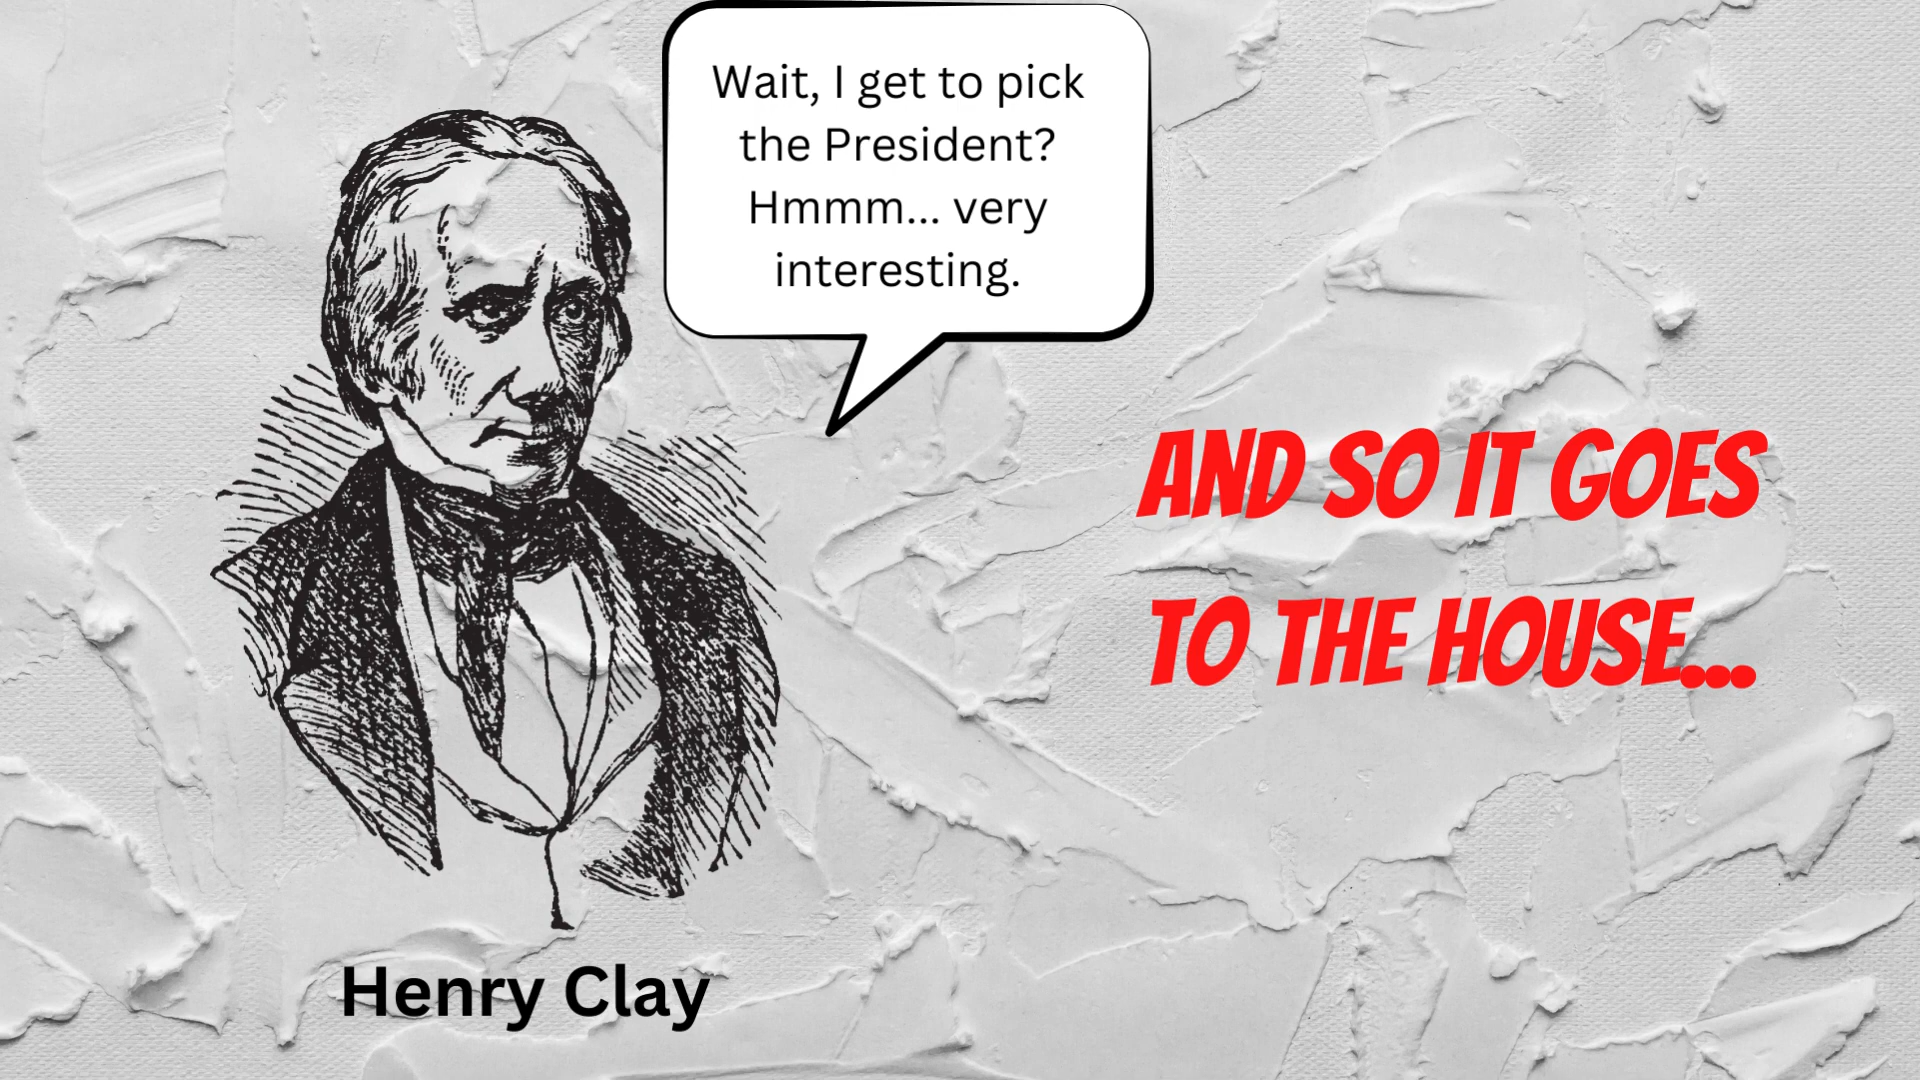 Wait, I get to pick
the President?
Hmmm... very
interesting.
AND SO IT GOES
TO THE HOUSE...
Henry Clay